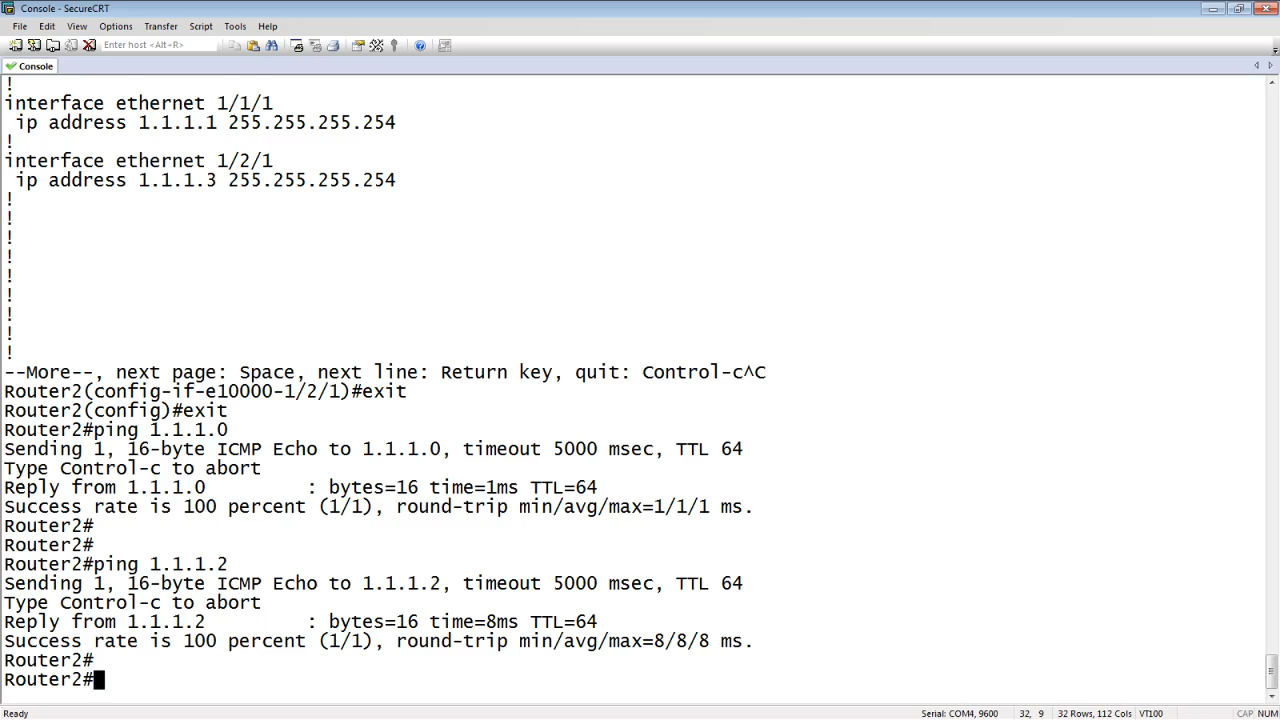 Console - SecureCRT
File Edit View Options Transfer Script Tools Help
Enter host <Alt+R>
Console
!
interface ethernet 1/1/1
 ip address 1.1.1.1 255.255.255.254
!
interface ethernet 1/2/1
 ip address 1.1.1.3 255.255.255.254
!
!
!
!
!
!
!
!
!
--More--, next page: Space, next line: Return key, quit: Control-c^C
Router2(config-if-e10000-1/2/1)#exit
Router2(config)#exit
Router2#ping 1.1.1.0
Sending 1, 16-byte ICMP Echo to 1.1.1.0, timeout 5000 msec, TTL 64
Type Control-c to abort
Reply from 1.1.1.0         : bytes=16 time=1ms TTL=64
Success rate is 100 percent (1/1), round-trip min/avg/max=1/1/1 ms.
Router2#
Router2#
Router2#ping 1.1.1.2
Sending 1, 16-byte ICMP Echo to 1.1.1.2, timeout 5000 msec, TTL 64
Type Control-c to abort
Reply from 1.1.1.2         : bytes=16 time=8ms TTL=64
Success rate is 100 percent (1/1), round-trip min/avg/max=8/8/8 ms.
Router2#
Router2#
Ready Serial: COM4, 9600 32, 9 32 Rows, 112 Cols VT100 CAP NUM